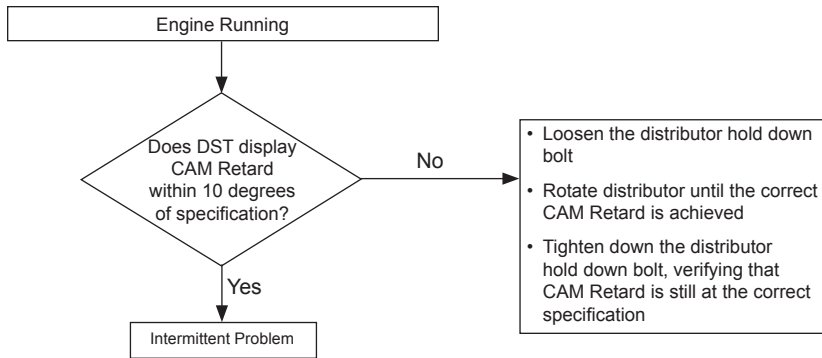 Engine Running
Does DST display
CAM Retard
within 10 degrees
of specification?
No
• Loosen the distributor hold down
bolt
• Rotate distributor until the correct
CAM Retard is achieved
• Tighten down the distributor
hold down bolt, verifying that
CAM Retard is still at the correct
specification
Yes
Intermittent Problem